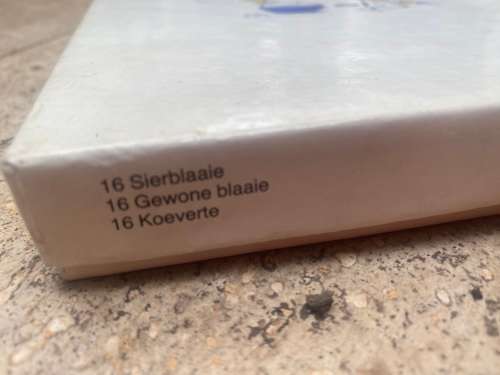 16 Sierblaaie
16 Gewone blaaie
16 Koeverte